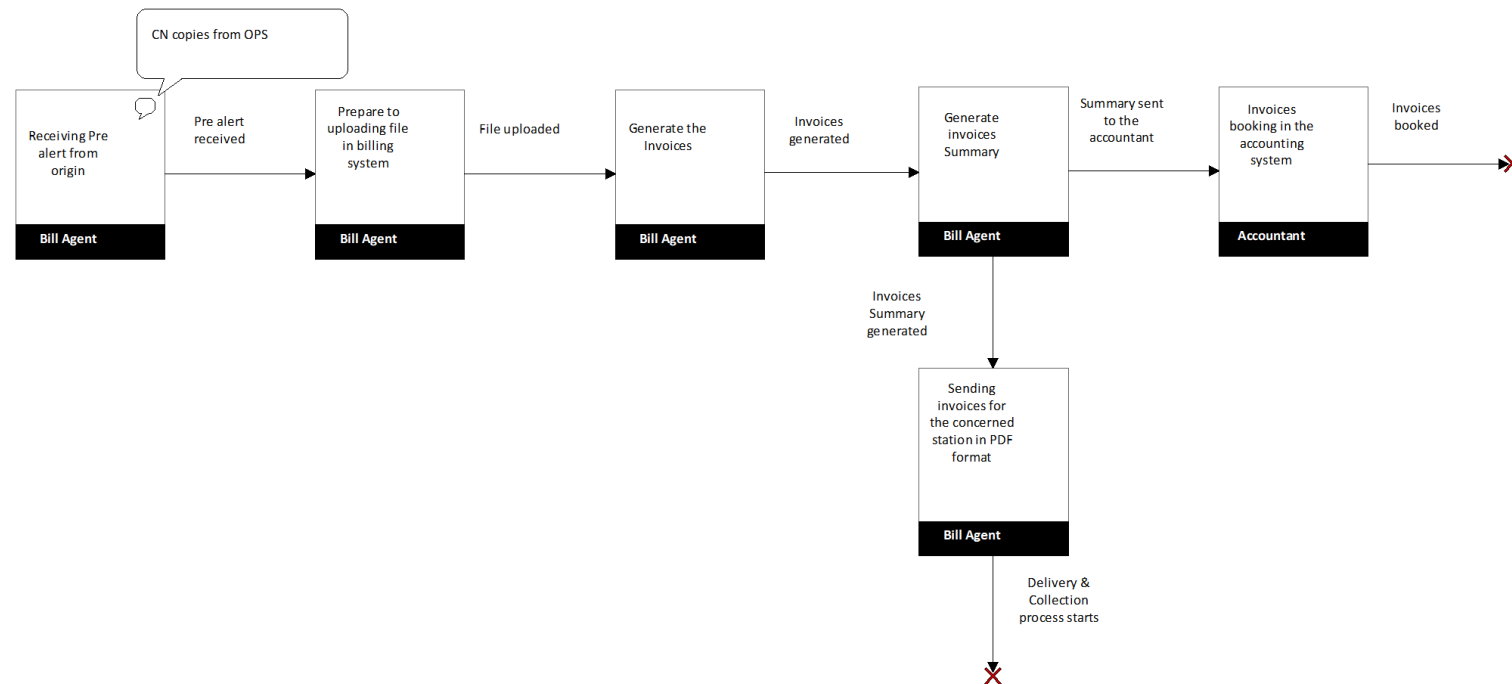 CN copies from OPS
Receiving Pre
alert from
origin
Bill Agent
Pre alert
received
Prepare to
uploading file
in billing
system
Bill Agent
File uploaded
Generate the
Invoices
Bill Agent
Invoices
generated
Generate
invoices
Summary
Bill Agent
Summary sent
to the
accountant
Invoices
booking in the
accounting
system
Accountant
Invoices
booked
Invoices
Summary
generated
Sending
invoices for
the concerned
station in PDF
format
Bill Agent
Delivery &
Collection
process starts